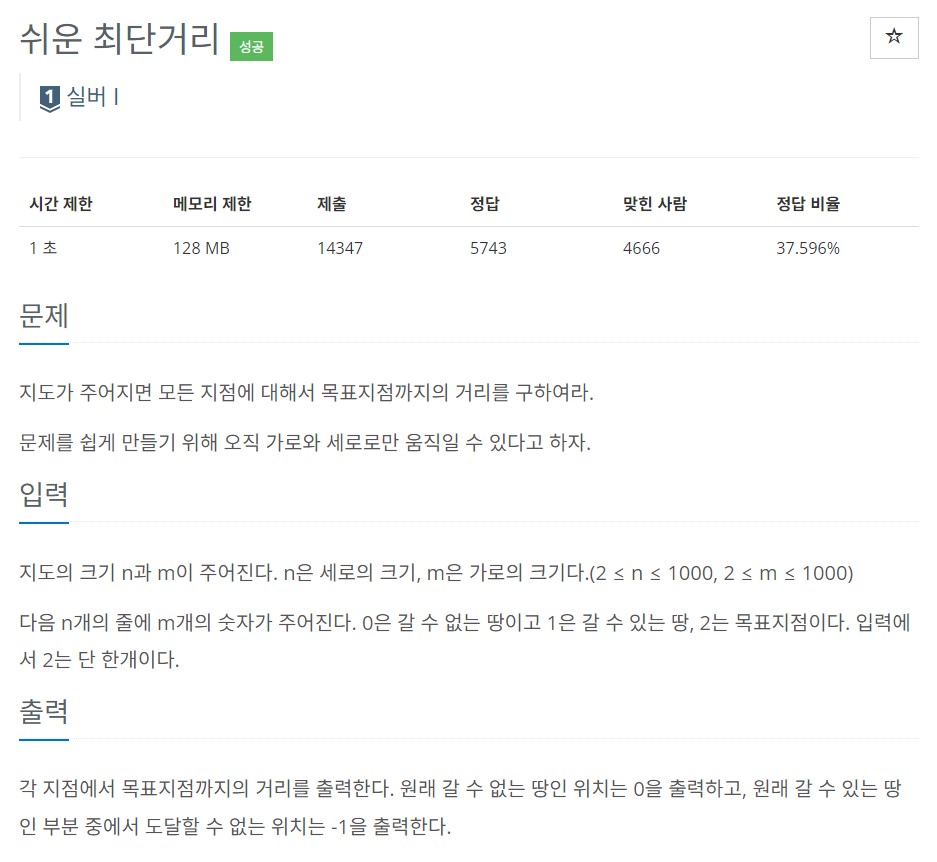 쉬운 최단거리 성공
☆
1 실버 I
시간 제한 메모리 제한 제출 정답 맞힌 사람 정답 비율
1 초 128 MB 14347 5743 4666 37.596%
문제
지도가 주어지면 모든 지점에 대해서 목표지점까지의 거리를 구하여라.
문제를 쉽게 만들기 위해 오직 가로와 세로로만 움직일 수 있다고 하자.
입력
지도의 크기 n과 m이 주어진다. n은 세로의 크기, m은 가로의 크기다.(2 ≤ n ≤ 1000, 2 ≤ m ≤ 1000)
다음 n개의 줄에 m개의 숫자가 주어진다. 0은 갈 수 없는 땅이고 1은 갈 수 있는 땅, 2는 목표지점이다. 입력에
서 2는 단 한개이다.
출력
각 지점에서 목표지점까지의 거리를 출력한다. 원래 갈 수 없는 땅인 위치는 0을 출력하고, 원래 갈 수 있는 땅
인 부분 중에서 도달할 수 없는 위치는 -1을 출력한다.